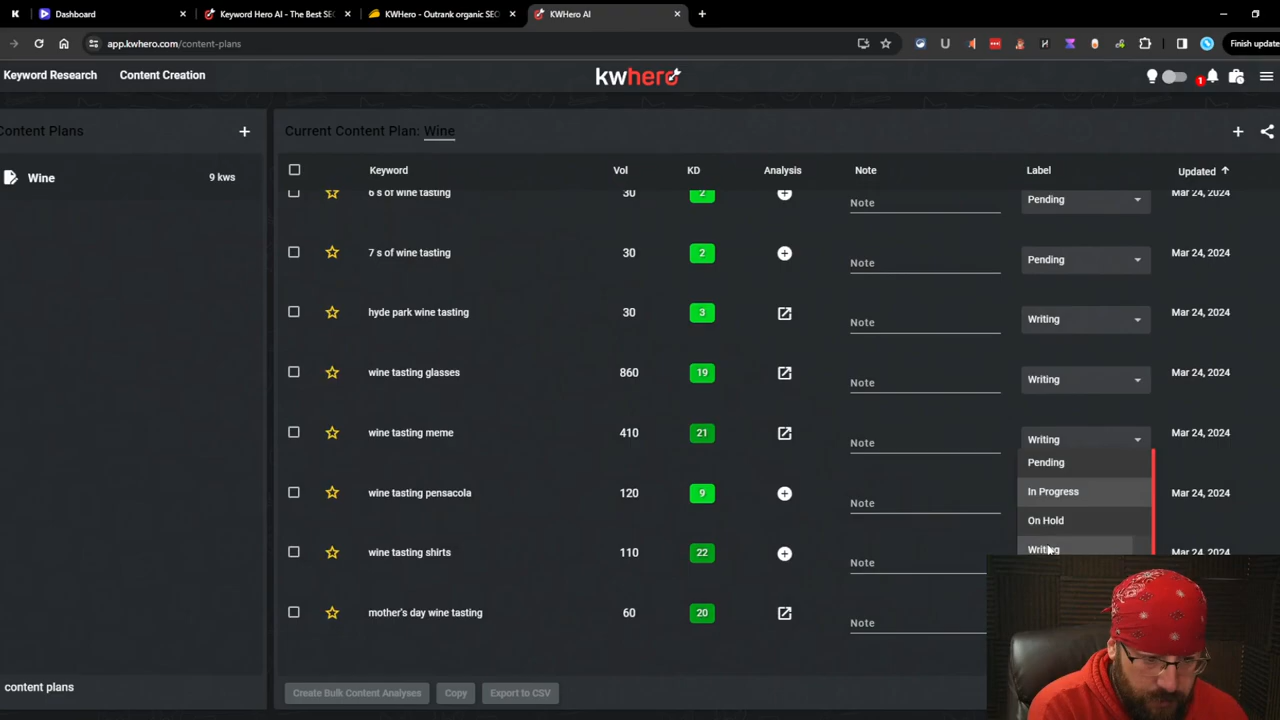 Dashboard
Keyword Hero AI - The Best SE
KWHero - Outrank organic SEO
KWHero AI
app.kwhero.com/content-plans
Finish update
Keyword Research
Content Creation
kwhero
1
Content Plans
Current Content Plan: Wine
Wine 9 kws
Keyword Vol KD Analysis Note Label Updated
6 s of wine tasting 30 2 Note Pending Mar 24, 2024
7 s of wine tasting 30 2 Note Pending Mar 24, 2024
hyde park wine tasting 30 3 Note Writing Mar 24, 2024
wine tasting glasses 860 19 Note Writing Mar 24, 2024
wine tasting meme 410 21 Note Writing Mar 24, 2024
Pending
wine tasting pensacola 120 9 Note In Progress Mar 24, 2024
On Hold
wine tasting shirts 110 22 Note Writing Mar 24, 2024
mother's day wine tasting 60 20 Note
content plans
Create Bulk Content Analyses Copy Export to CSV